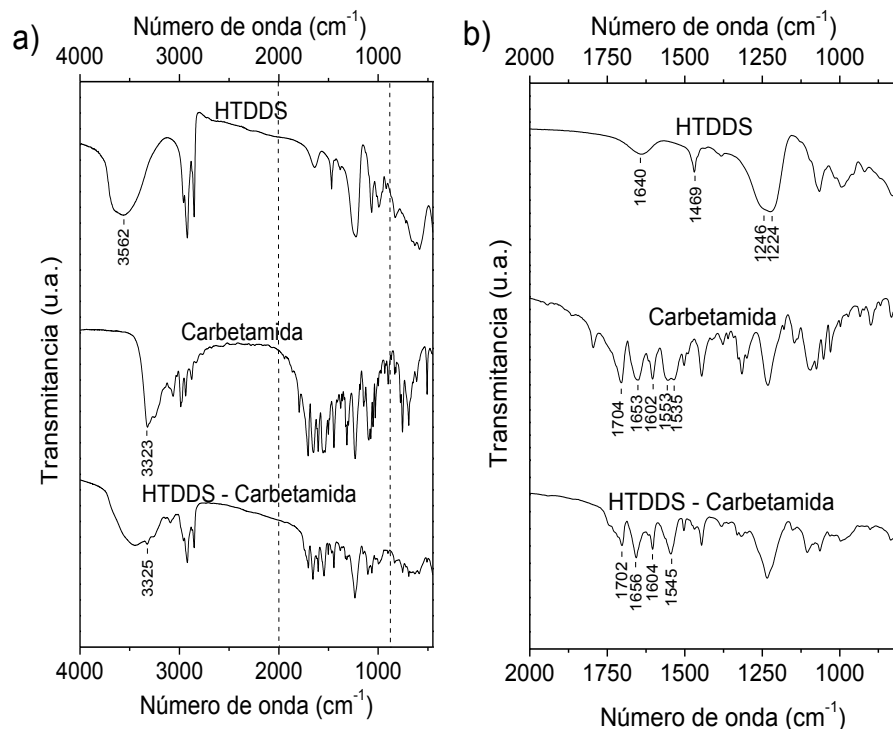 a)
Número de onda (cm-1)
4000 3000 2000 1000
HTDDS
3562
Carbetamida
3323
HTDDS - Carbetamida
3325
Transmitancia (u.a.)
4000 3000 2000 1000
Número de onda (cm-1)
b)
Número de onda (cm-1)
2000 1750 1500 1250 1000
HTDDS
1640
1469
1246
1224
Carbetamida
1704
1653
1602
1553
1535
HTDDS - Carbetamida
1702
1656
1604
1545
Transmitancia (u.a.)
2000 1750 1500 1250 1000
Número de onda (cm-1)